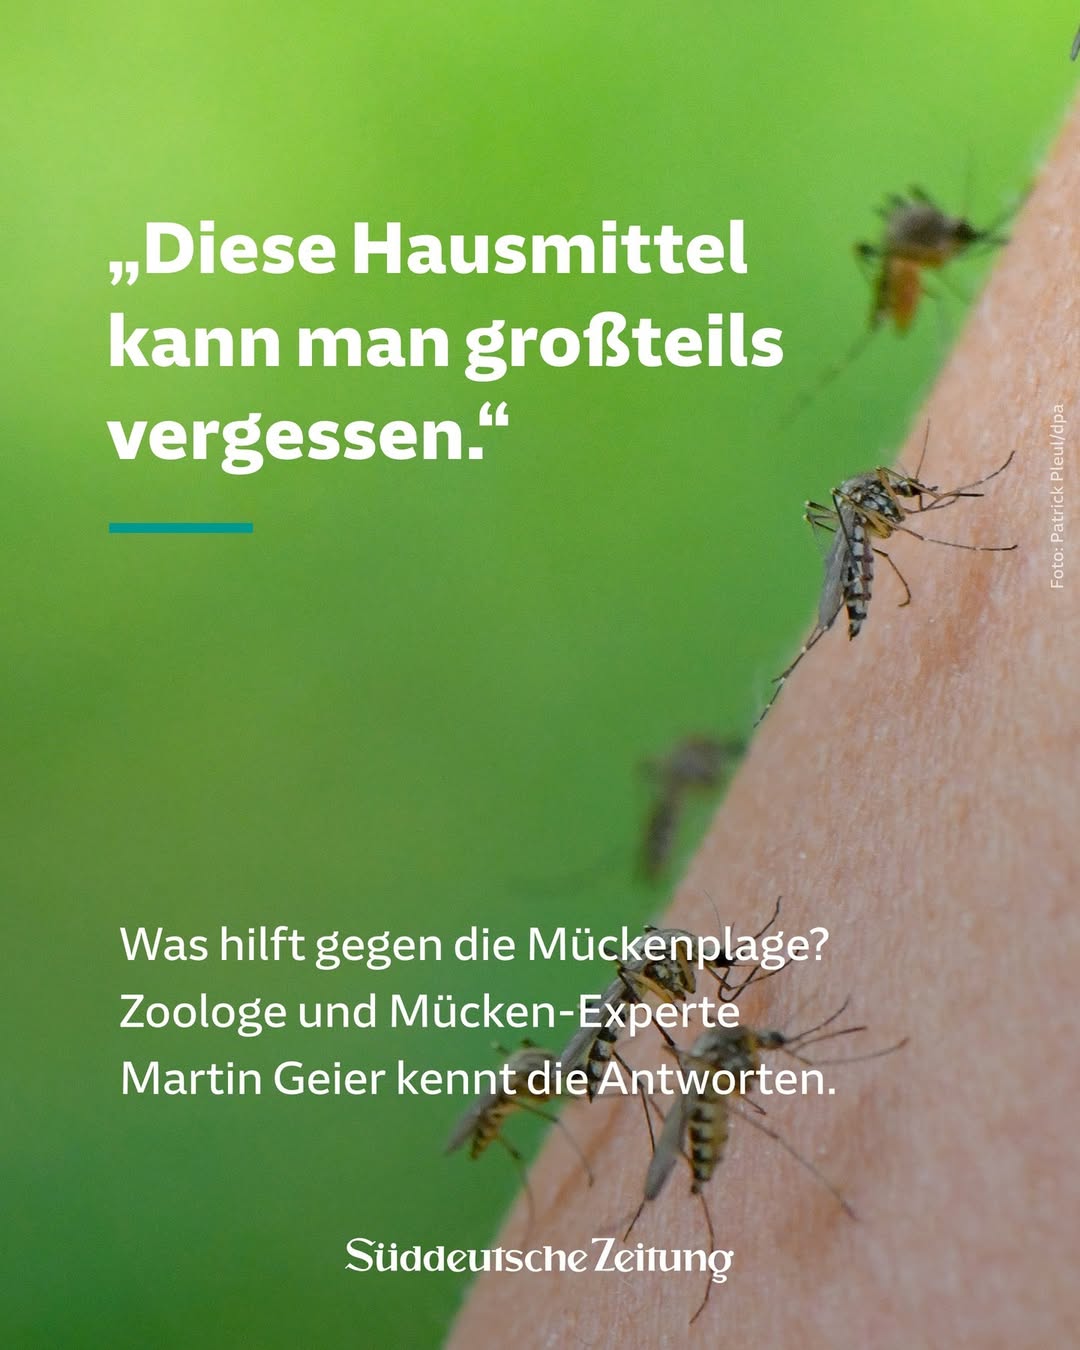 „Diese Hausmittel
kann man großteils
vergessen.“
Foto: Patrick Pleul/dpa
Was hilft gegen die Mückenplage?
Zoologe und Mücken-Experte
Martin Geier kennt die Antworten.
Süddeutsche Zeitung